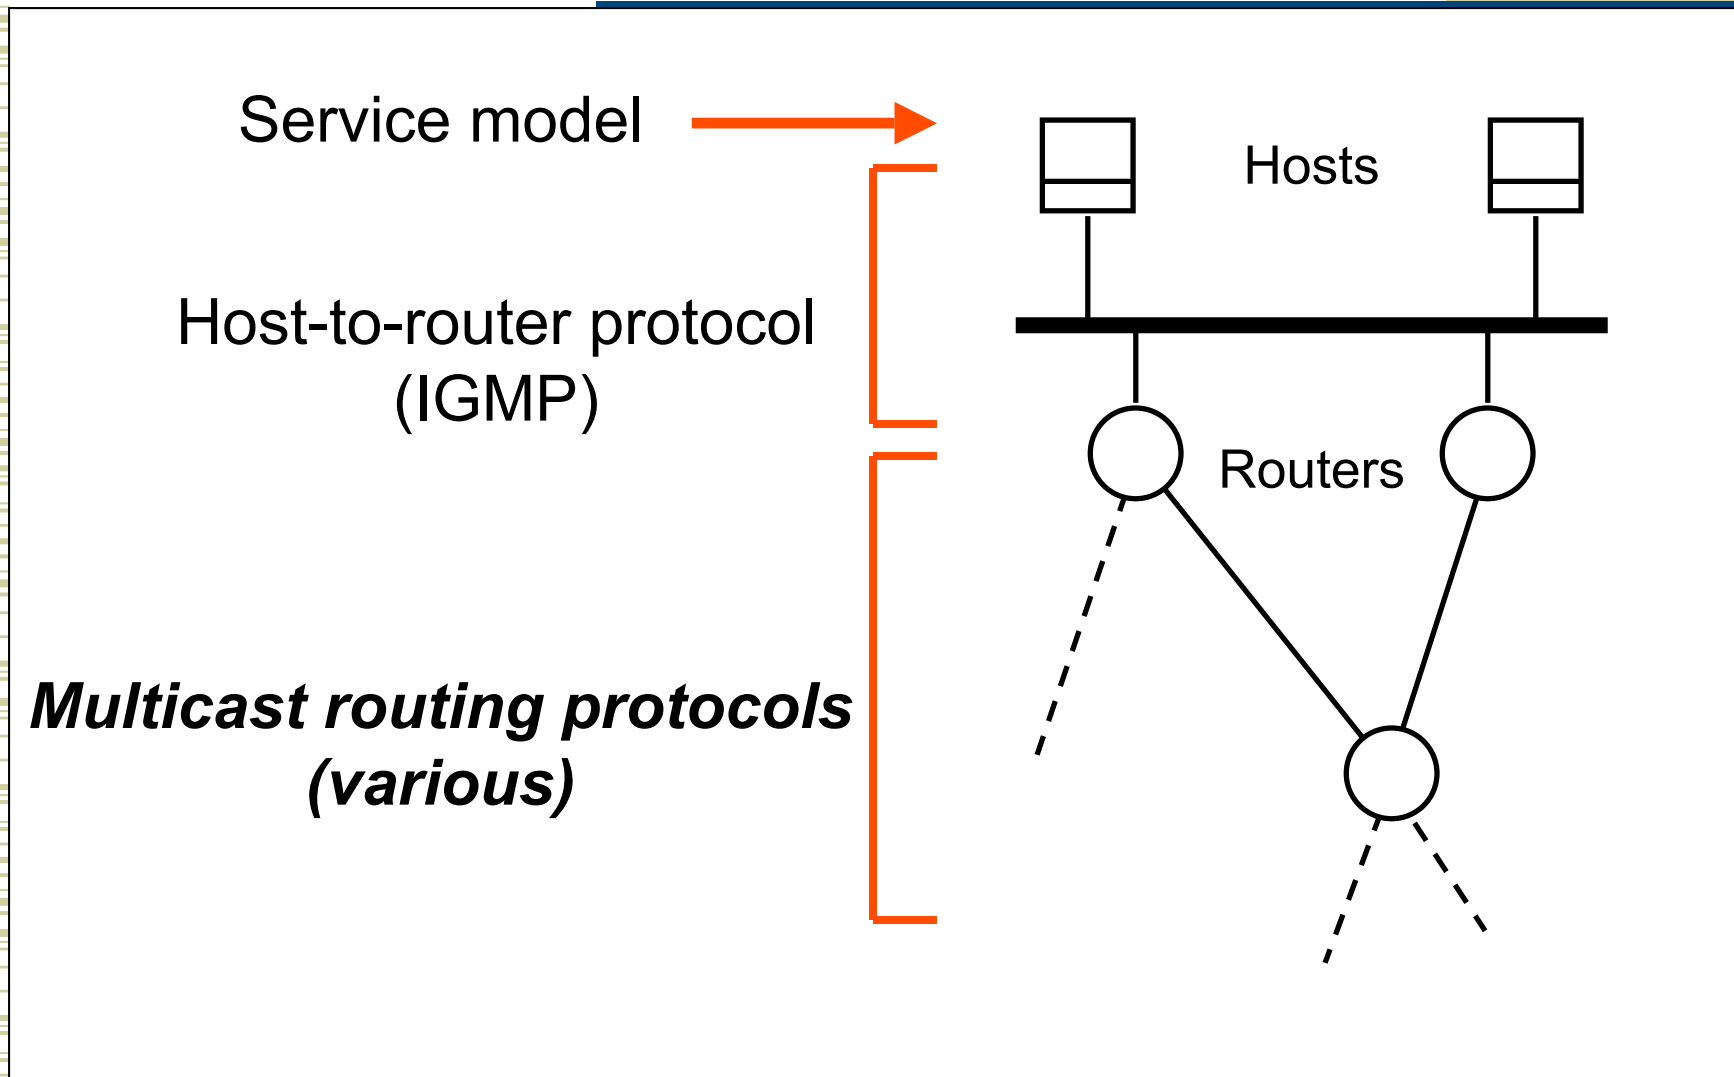 Service model
Hosts
Host-to-router protocol
(IGMP)
Routers
Multicast routing protocols
(various)